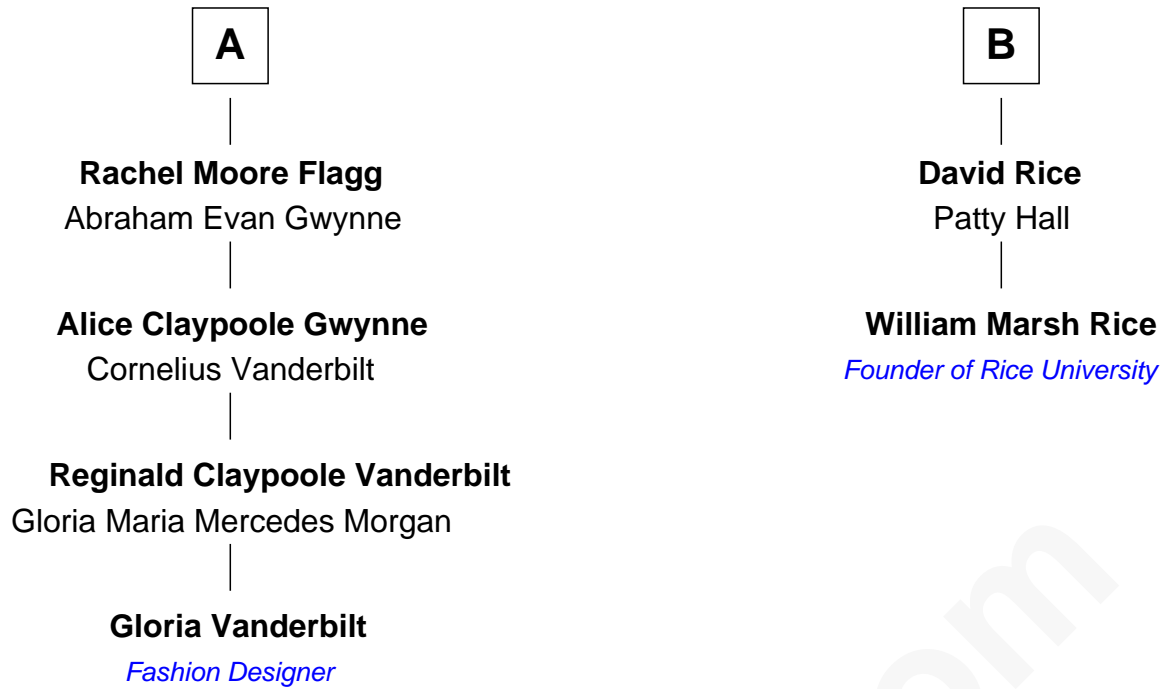 A
Rachel Moore Flagg
Abraham Evan Gwynne
Alice Claypoole Gwynne
Cornelius Vanderbilt
Reginald Claypoole Vanderbilt
Gloria Maria Mercedes Morgan
Gloria Vanderbilt
Fashion Designer
B
David Rice
Patty Hall
William Marsh Rice
Founder of Rice University
om